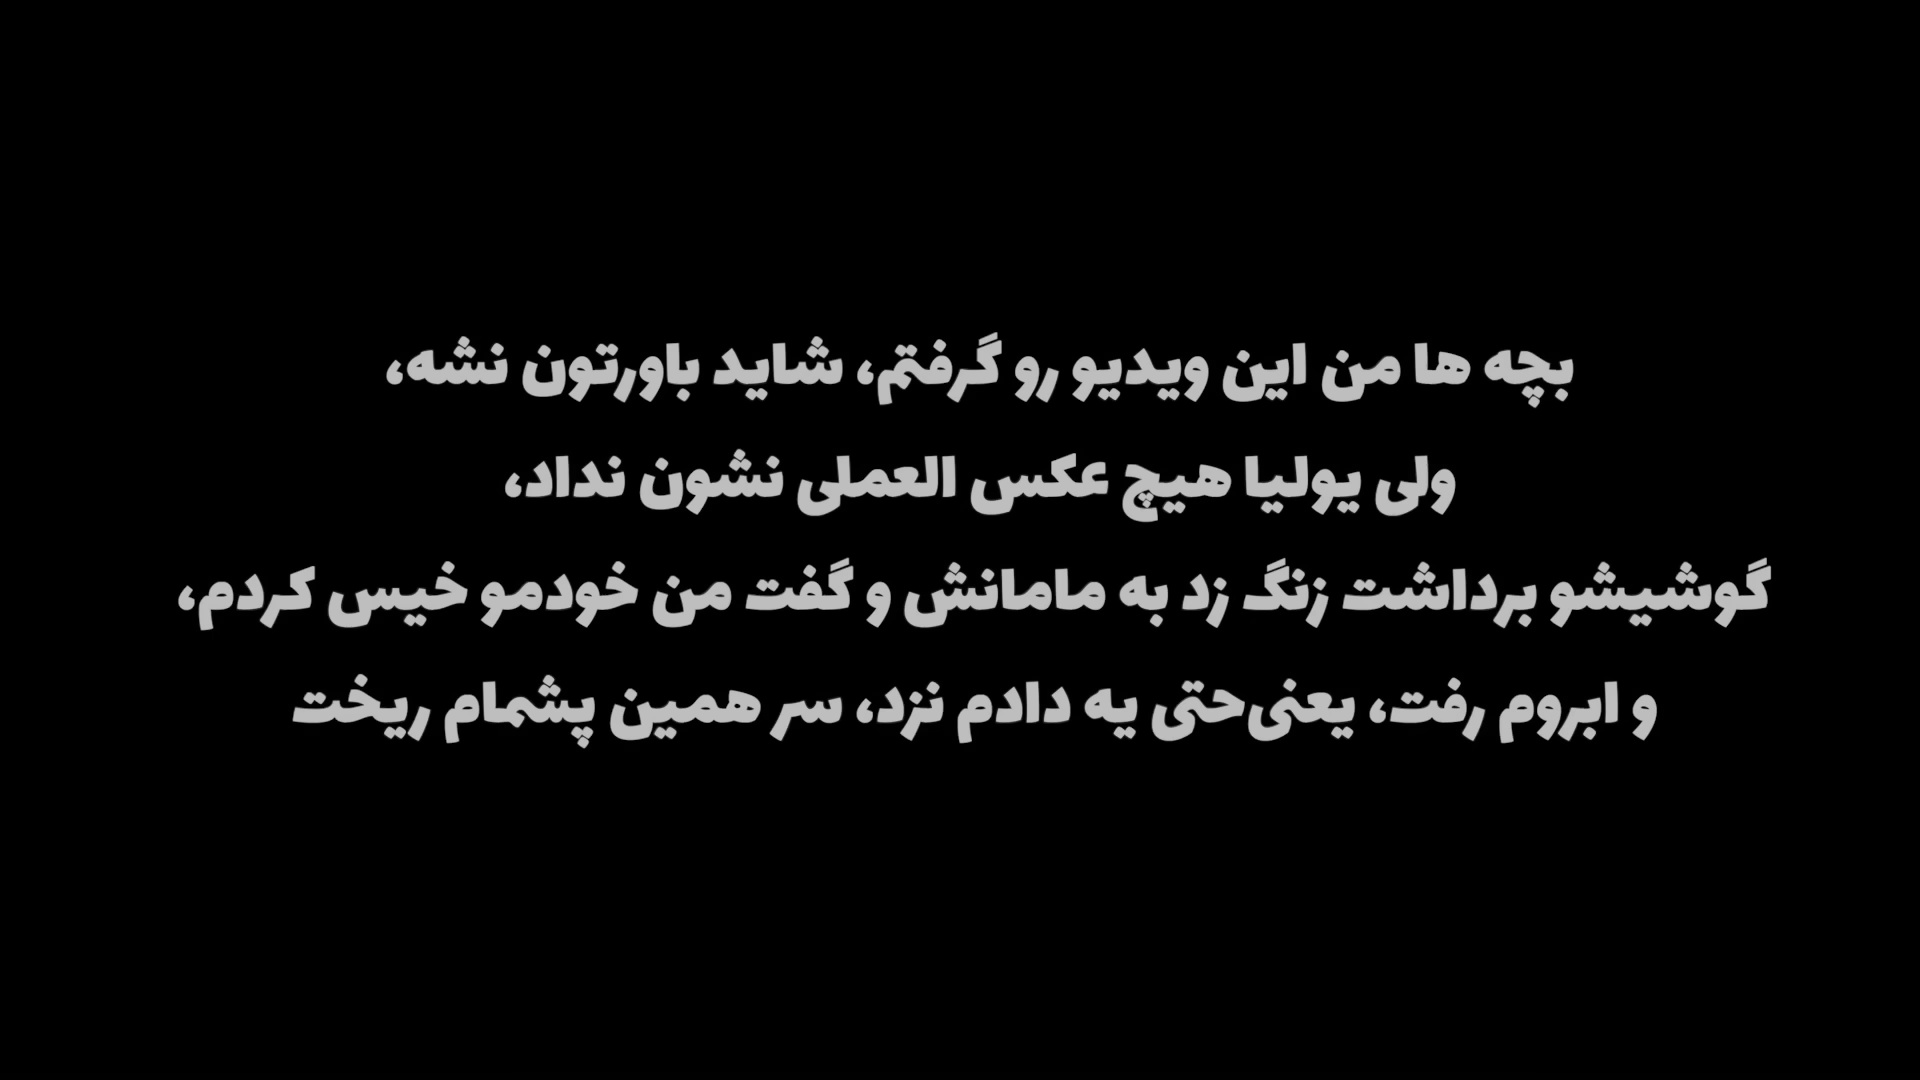 بچه ها من این ویدیو رو گرفتم، شاید باورتون نشه،
ولی یولیا هیچ عکس العملی نشون نداد،
گوشیشو برداشت زنگ زد به مامانش و گفت من خودمو خیس کردم،
و ابروم رفت، یعنی‌حتی یه دادم نزد، سر همین پشمام ریخت